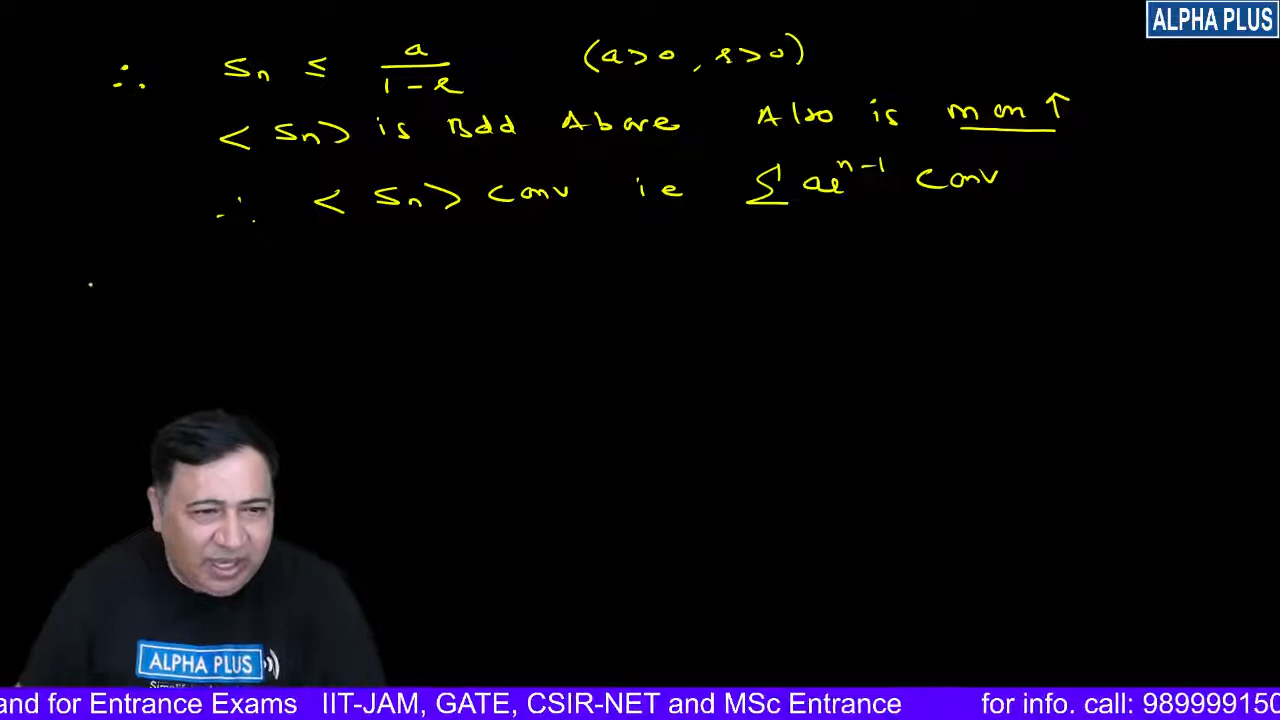 ALPHA PLUS
∴ Sn ≤ a/(1-r) (a>0, r>0)
<Sn> is Bdd Above Also is mon ↑
∴ <Sn> conv ie ∑ ar^(n-1) conv
ALPHA PLUS
and for Entrance Exams IIT-JAM, GATE, CSIR-NET and MSc Entrance for info. call: 989999150